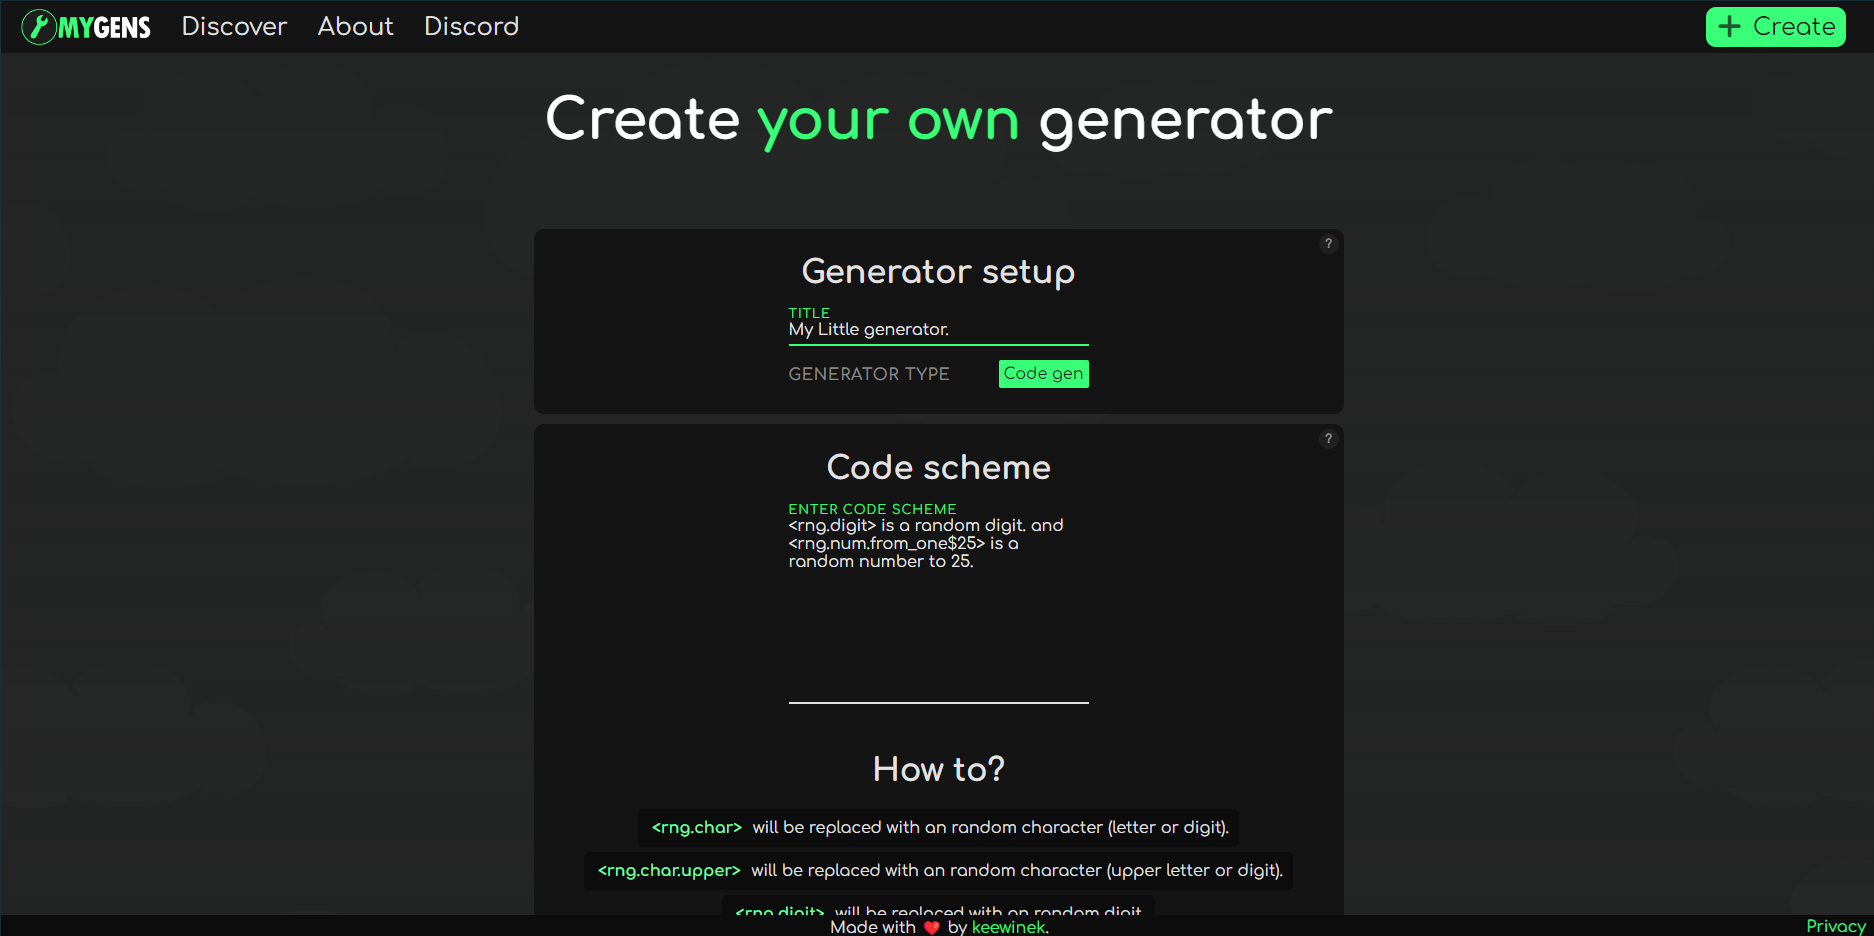 MYGENS Discover About Discord + Create
Create your own generator
?
Generator setup
TITLE
My Little generator.
GENERATOR TYPE Code gen
?
Code scheme
ENTER CODE SCHEME
<rng.digit> is a random digit. and
<rng.num.from_one$25> is a
random number to 25.
How to?
<rng.char> will be replaced with an random character (letter or digit).
<rng.char.upper> will be replaced with an random character (upper letter or digit).
<rng.digit> will be replaced with an random digit
Made with ❤️ by keewinek.
Privacy